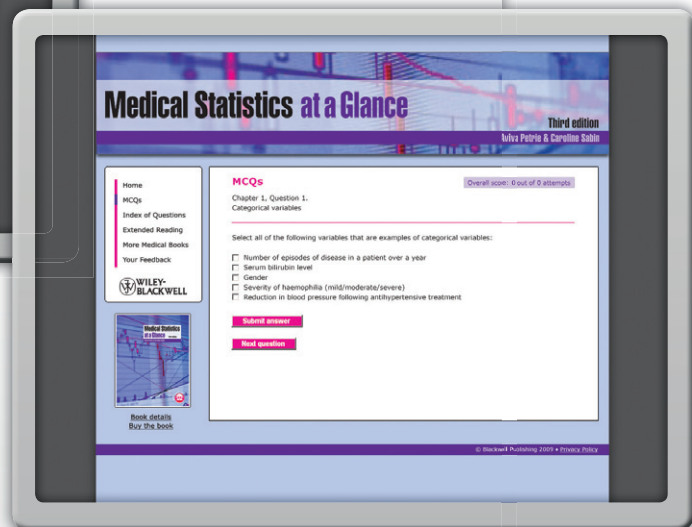 Medical Statistics at a Glance
Third edition
Aviva Petrie & Caroline Sabin
Home
MCQs
Index of Questions
Extended Reading
More Medical Books
Your Feedback
WILEY-
BLACKWELL
Medical Statistics
at a Glance
Book details
Buy the book
MCQs
Overall score: 0 out of 0 attempts
Chapter 1, Question 1.
Categorical variables
Select all of the following variables that are examples of categorical variables:
Number of episodes of disease in a patient over a year
Serum bilirubin level
Gender
Severity of haemophilia (mild/moderate/severe)
Reduction in blood pressure following antihypertensive treatment
Submit answer
Next question
© Blackwell Publishing 2009 • Privacy Policy